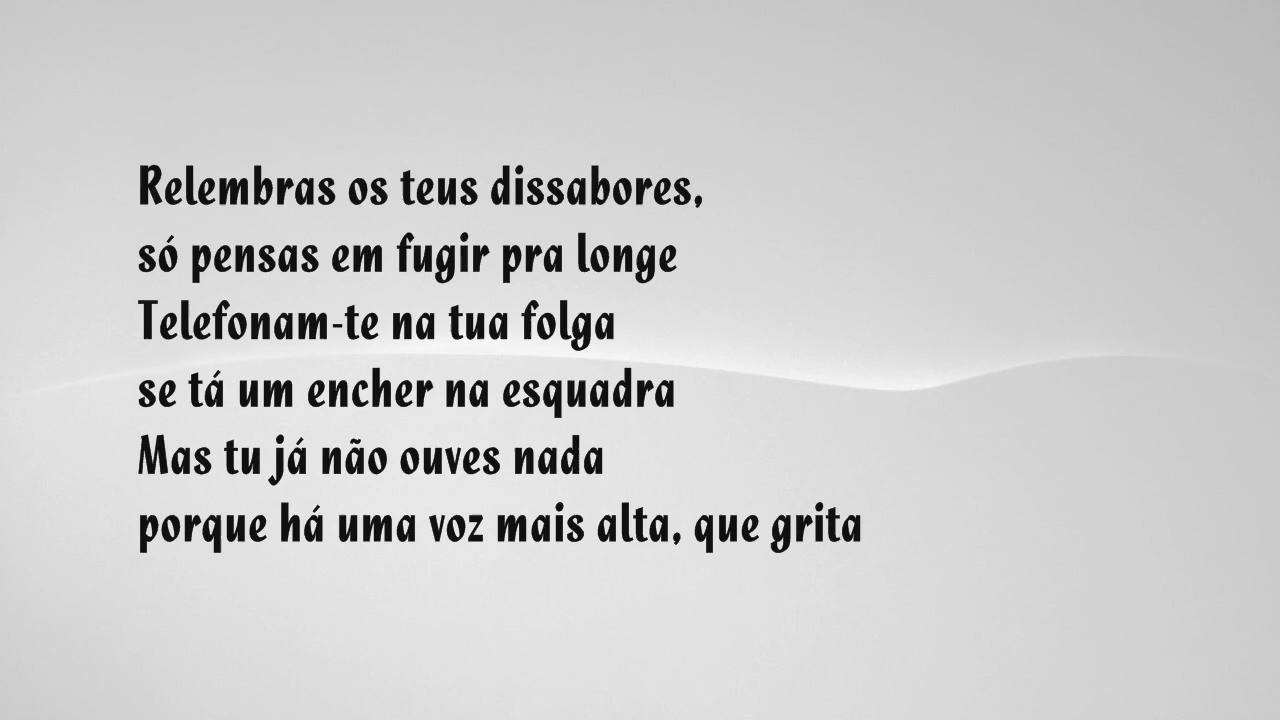 Relembras os teus dissabores,
só pensas em fugir pra longe
Telefonam-te na tua folga
se tá um encher na esquadra
Mas tu já não ouves nada
porque há uma voz mais alta, que grita